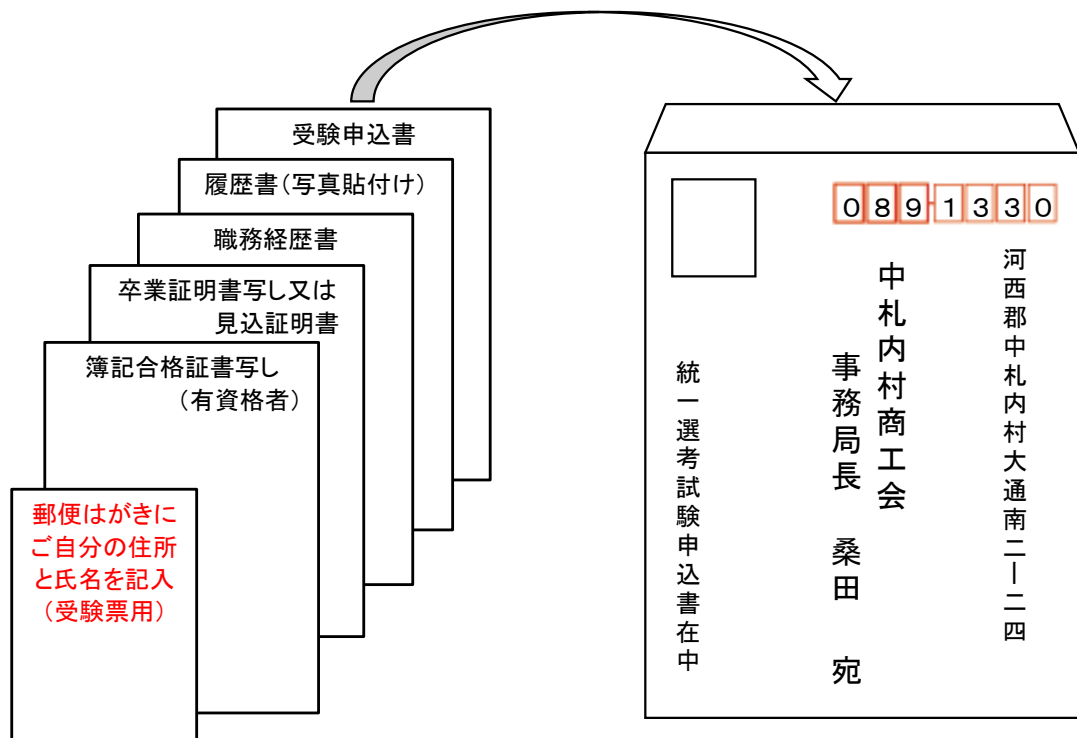 受験申込書
履歴書（写真貼付け）
職務経歴書
卒業証明書写し又は
見込証明書
簿記合格証書写し
（有資格者）
郵便はがきに
ご自分の住所
と氏名を記入
（受験票用）
089-1330
河西郡中札内村大通南二ー二四
中札内村商工会
事務局長　桑田　宛
統一選考試験申込書在中